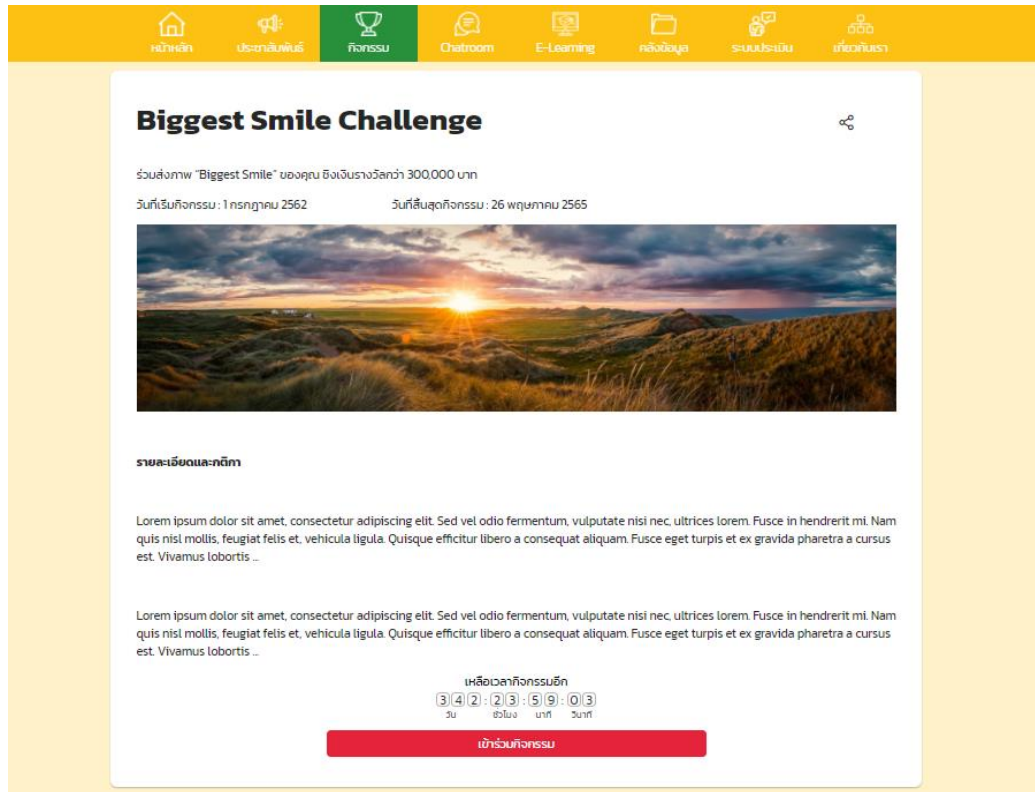 หน้าหลัก
ประชาสัมพันธ์
กิจกรรม
Chatroom
E-Learning
คลังข้อมูล
ระบบประเมิน
เกี่ยวกับเรา
Biggest Smile Challenge
ร่วมส่งภาพ "Biggest Smile" ของคุณ ชิงเงินรางวัลกว่า 300,000 บาท
วันที่เริ่มกิจกรรม : 1 กรกฎาคม 2562 วันที่สิ้นสุดกิจกรรม : 26 พฤษภาคม 2565
รายละเอียดและกติกา
Lorem ipsum dolor sit amet, consectetur adipiscing elit. Sed vel odio fermentum, vulputate nisi nec, ultrices lorem. Fusce in hendrerit mi. Nam
quis nisl mollis, feugiat felis et, vehicula ligula. Quisque efficitur libero a consequat aliquam. Fusce eget turpis et ex gravida pharetra a cursus
est. Vivamus lobortis ...
Lorem ipsum dolor sit amet, consectetur adipiscing elit. Sed vel odio fermentum, vulputate nisi nec, ultrices lorem. Fusce in hendrerit mi. Nam
quis nisl mollis, feugiat felis et, vehicula ligula. Quisque efficitur libero a consequat aliquam. Fusce eget turpis et ex gravida pharetra a cursus
est. Vivamus lobortis ...
เหลือเวลากิจกรรมอีก
342 : 23 : 59 : 03
วัน ชั่วโมง นาที วินาที
เข้าร่วมกิจกรรม